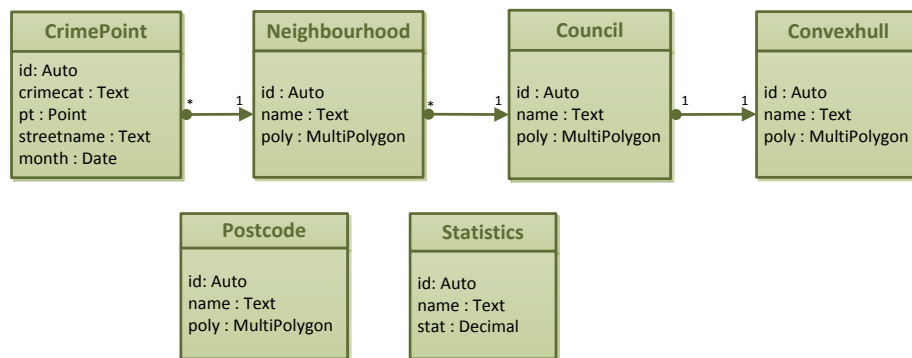 CrimePoint
id: Auto
crimecat : Text
pt : Point
streetname : Text
month : Date
* 1
Neighbourhood
id : Auto
name : Text
poly : MultiPolygon
* 1
Council
id : Auto
name : Text
poly : MultiPolygon
1 1
Convexhull
id : Auto
name : Text
poly : MultiPolygon
Postcode
id: Auto
name : Text
poly : MultiPolygon
Statistics
id: Auto
name : Text
stat : Decimal